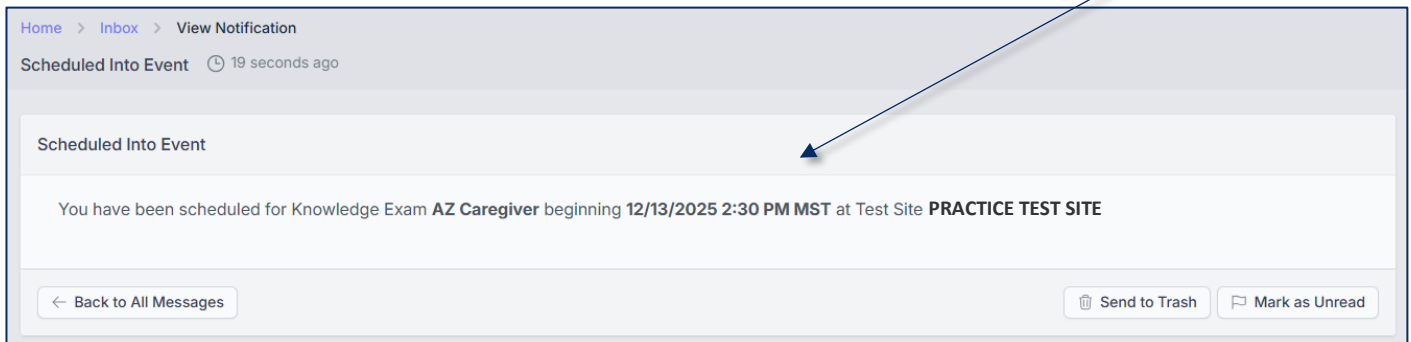 Home > Inbox > View Notification
Scheduled Into Event 19 seconds ago
Scheduled Into Event
You have been scheduled for Knowledge Exam AZ Caregiver beginning 12/13/2025 2:30 PM MST at Test Site PRACTICE TEST SITE
← Back to All Messages Send to Trash Mark as Unread